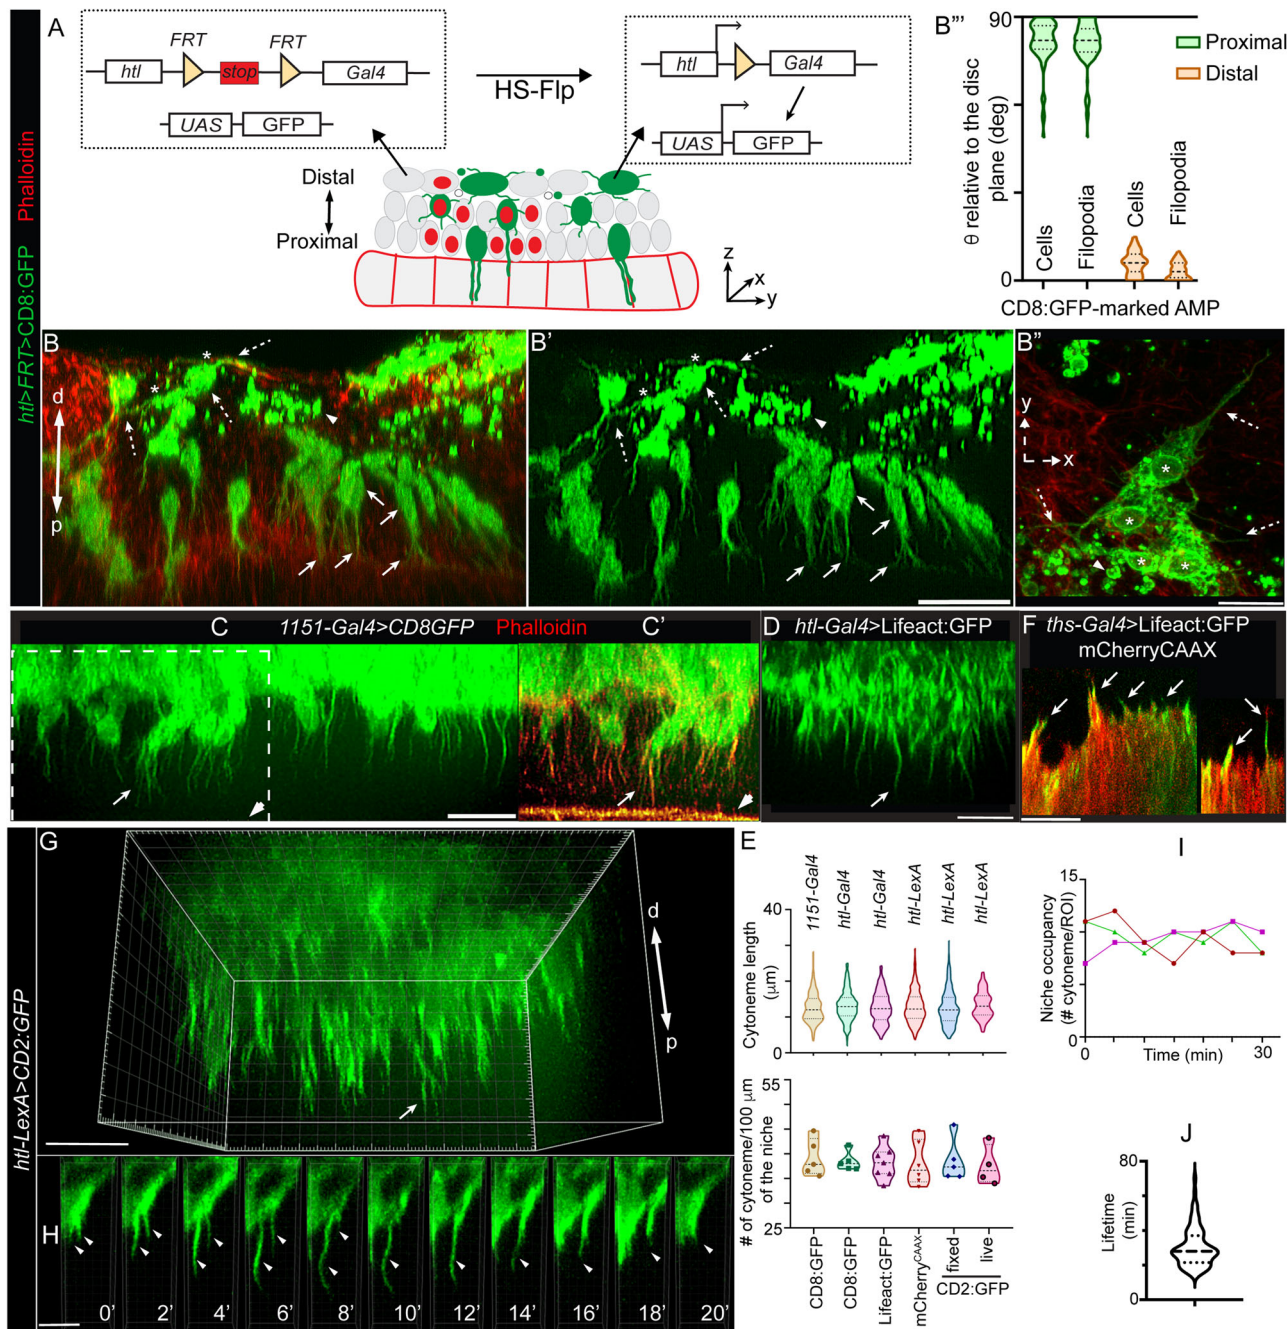 A
htl>FRT>CD8:GFP Phalloidin
FRT FRT
htl stop Gal4
UAS GFP
HS-Flp
htl Gal4
UAS GFP
Distal
Proximal
z
x
y
B'''
90
0
θ relative to the disc
plane (deg)
Proximal
Distal
Cells
Filopodia
Cells
Filopodia
CD8:GFP-marked AMP
B
d
p
*
*
B'
*
*
B''
y
x
*
*
*
*
C 1151-Gal4>CD8GFP Phalloidin C'
D htl-Gal4>Lifeact:GFP
F ths-Gal4>Lifeact:GFP
mCherryCAAX
htl-LexA>CD2:GFP
G
d
p
H
0' 2' 4' 6' 8' 10' 12' 14' 16' 18' 20'
E
1151-Gal4
htl-Gal4
htl-Gal4
htl-LexA
htl-LexA
htl-LexA
Cytoneme length
(µm)
40
0
# of cytoneme/100 µm
of the niche
55
25
CD8:GFP
CD8:GFP
Lifeact:GFP
mCherryCAAX
fixed
live
CD2:GFP
I
Niche occupancy
(# cytoneme/ROI)
15
0
0 30
Time (min)
J
Lifetime
(min)
80
0